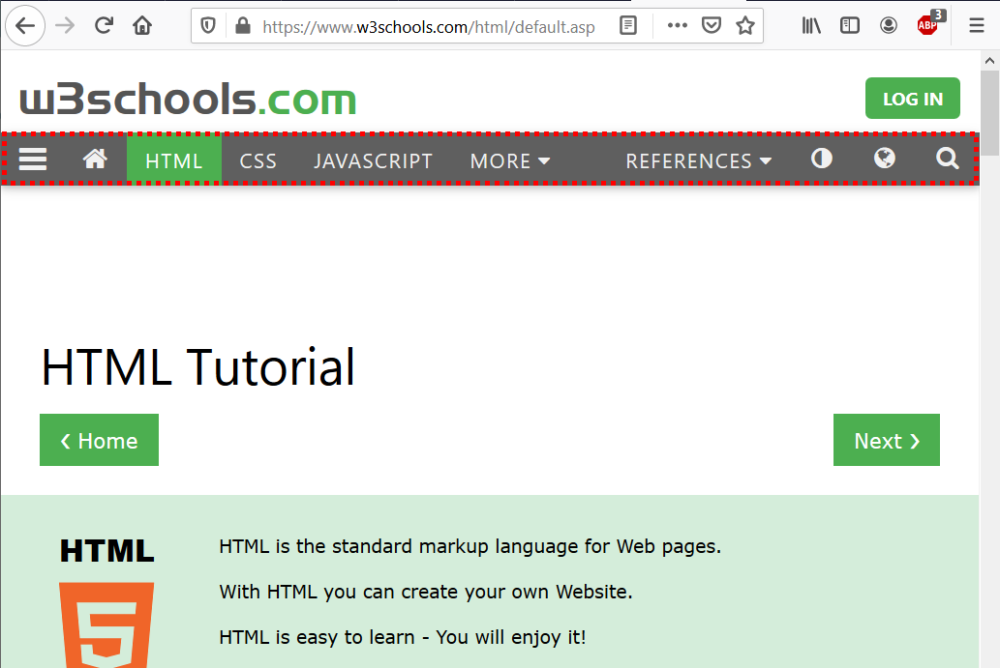 https://www.w3schools.com/html/default.asp
ABP 3
w3schools.com
LOG IN
HTML CSS JAVASCRIPT MORE REFERENCES
HTML Tutorial
❮ Home Next ❯
HTML
HTML is the standard markup language for Web pages.
With HTML you can create your own Website.
HTML is easy to learn - You will enjoy it!
5